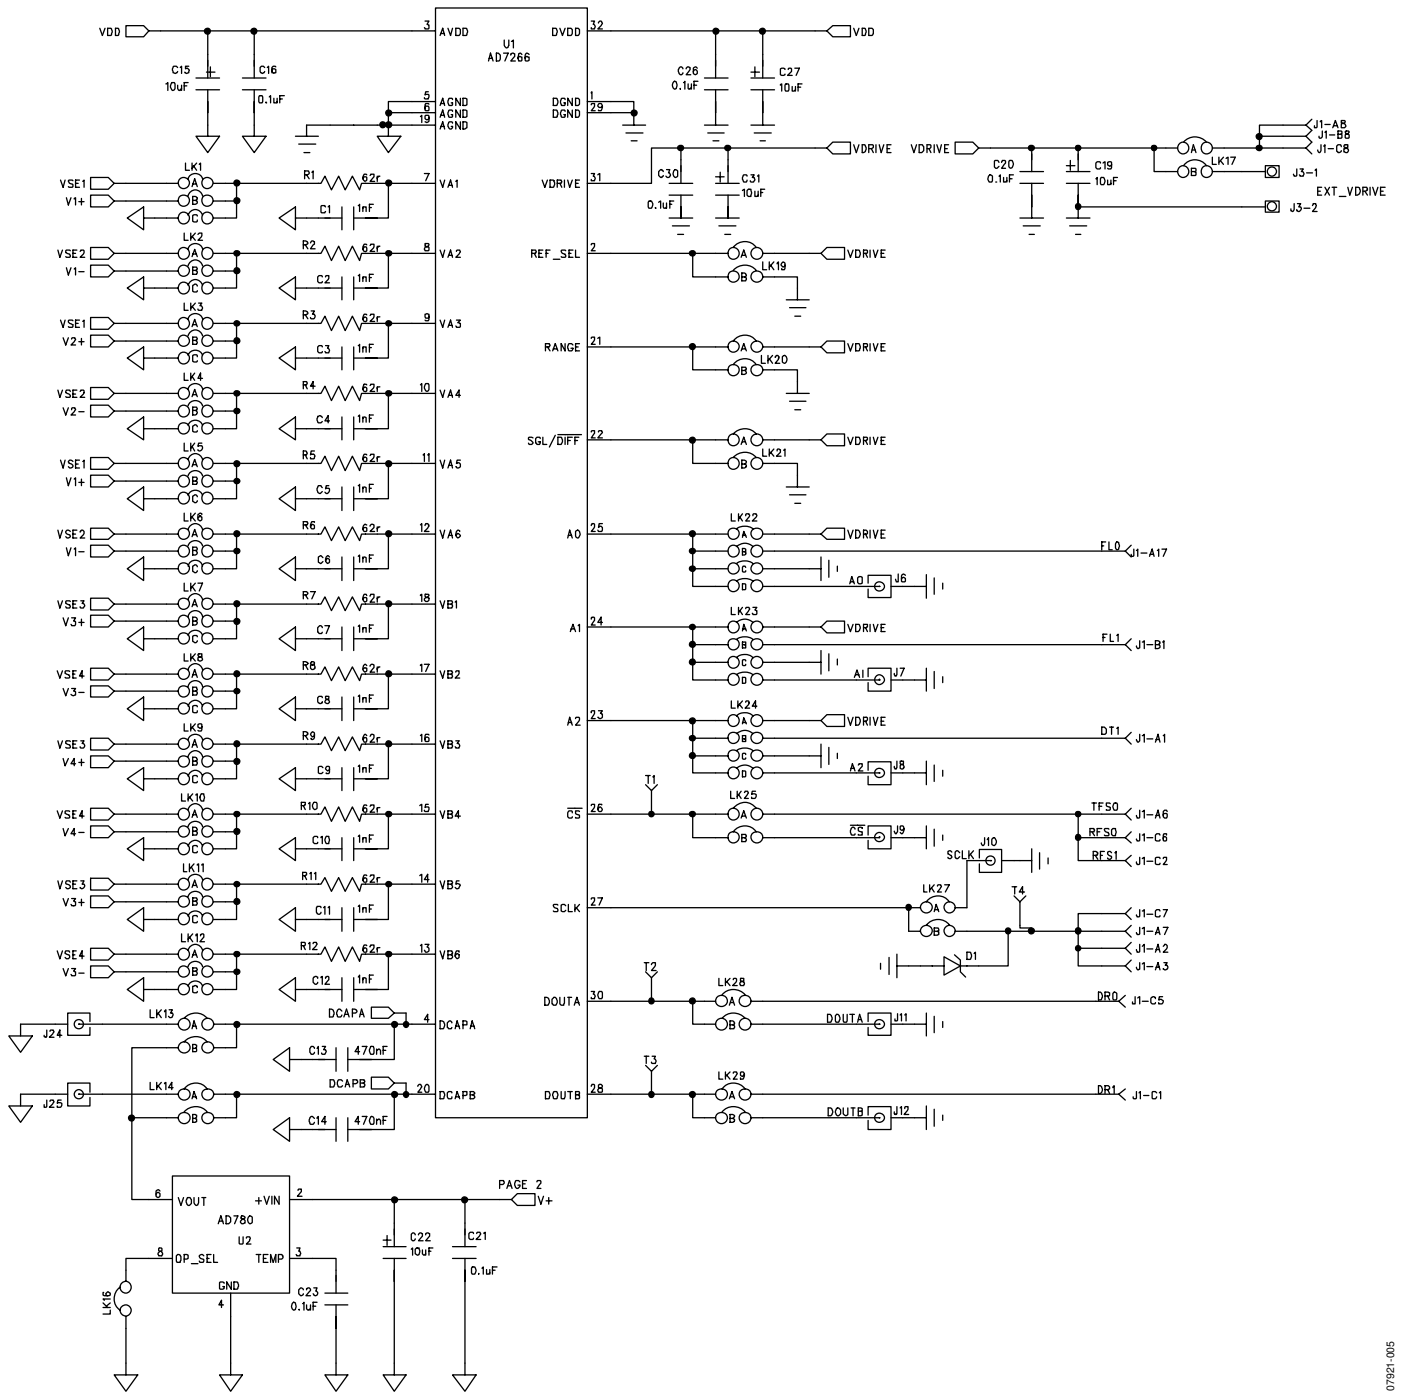 VDD 3 AVDD U1 AD7266 DVDD 32 VDD
C15 10uF + C16 0.1uF C26 0.1uF + C27 10uF
5 AGND DGND 1
6 AGND DGND 29
19 AGND
VDRIVE VDRIVE A J1-A8
J1-B8
J1-C8
B LK17 J3-1
C30 0.1uF + C31 10uF C20 0.1uF + C19 10uF
EXT_VDRIVE
J3-2
LK1
VSE1 A R1 62r 7 VA1 VDRIVE 31
V1+ B
C C1 1nF
LK2
VSE2 A R2 62r 8 VA2 REF_SEL 2 A VDRIVE
V1- B B LK19
C C2 1nF
LK3
VSE1 A R3 62r 9 VA3 RANGE 21 A VDRIVE
V2+ B B LK20
C C3 1nF
LK4
VSE2 A R4 62r 10 VA4
V2- B
C C4 1nF
SGL/DIFF 22 A VDRIVE
B LK21
LK5
VSE1 A R5 62r 11 VA5
V1+ B
C C5 1nF
LK6 LK22
VSE2 A R6 62r 12 VA6 A0 25 A VDRIVE
V1- B B FL0 J1-A17
C C6 1nF C
D A0 J6
LK7 LK23
VSE3 A R7 62r 18 VB1 A1 24 A VDRIVE
V3+ B B FL1 J1-B1
C C7 1nF C
D A1 J7
LK8 LK24
VSE4 A R8 62r 17 VB2 A2 23 A VDRIVE
V3- B B DT1 J1-A1
C C8 1nF C
D A2 J8
LK9
VSE3 A R9 62r 16 VB3
V4+ B
C C9 1nF
T1
LK10 LK25
VSE4 A R10 62r 15 VB4 CS 26 A TFS0 J1-A6
V4- B B CS J9 RFS0 J1-C6
C C10 1nF SCLK J10 RFS1 J1-C2
LK11 LK27 T4
VSE3 A R11 62r 14 VB5 SCLK 27 A J1-C7
V3+ B B J1-A7
C C11 1nF J1-A2
D1 J1-A3
LK12
VSE4 A R12 62r 13 VB6
V3- B
C C12 1nF
T2
LK28
DOUTA 30 A DR0 J1-C5
B DOUTA J11
J24 LK13 A DCAPA 4 DCAPA
B C13 470nF
T3
LK29
DOUTB 28 A DR1 J1-C1
B DOUTB J12
J25 LK14 A DCAPB 20 DCAPB
B C14 470nF
PAGE 2
6 VOUT +VIN 2 V+
AD780
U2
8 OP_SEL TEMP 3
GND
4
LK16
C23 0.1uF
+ C22 10uF
C21 0.1uF
07921-005